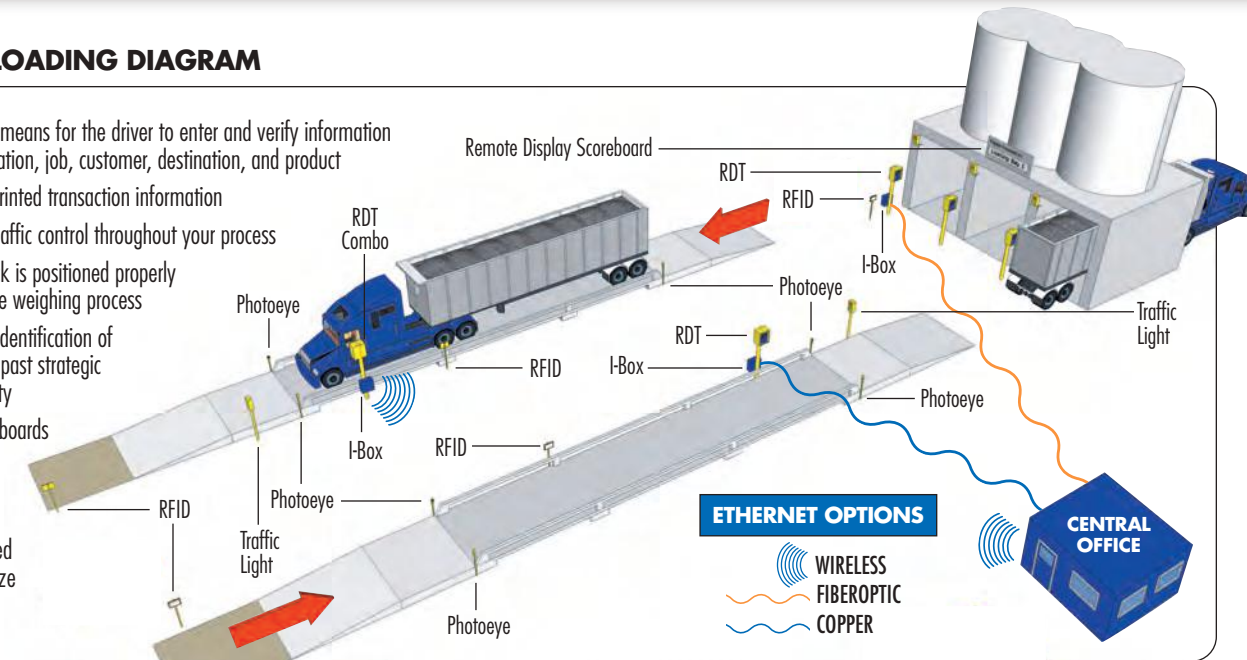 LOADING DIAGRAM
means for the driver to enter and verify information
ation, job, customer, destination, and product
rinted transaction information
affic control throughout your process
k is positioned properly
e weighing process
dentification of
past strategic
ty
boards
ed
ze
Remote Display Scoreboard
RDT
RFID
I-Box
RDT
Combo
Photoeye
Photoeye
Traffic
Light
RDT
I-Box
RFID
Photoeye
I-Box
RFID
Photoeye
RFID
Traffic
Light
Photoeye
ETHERNET OPTIONS
WIRELESS
FIBEROPTIC
COPPER
CENTRAL
OFFICE